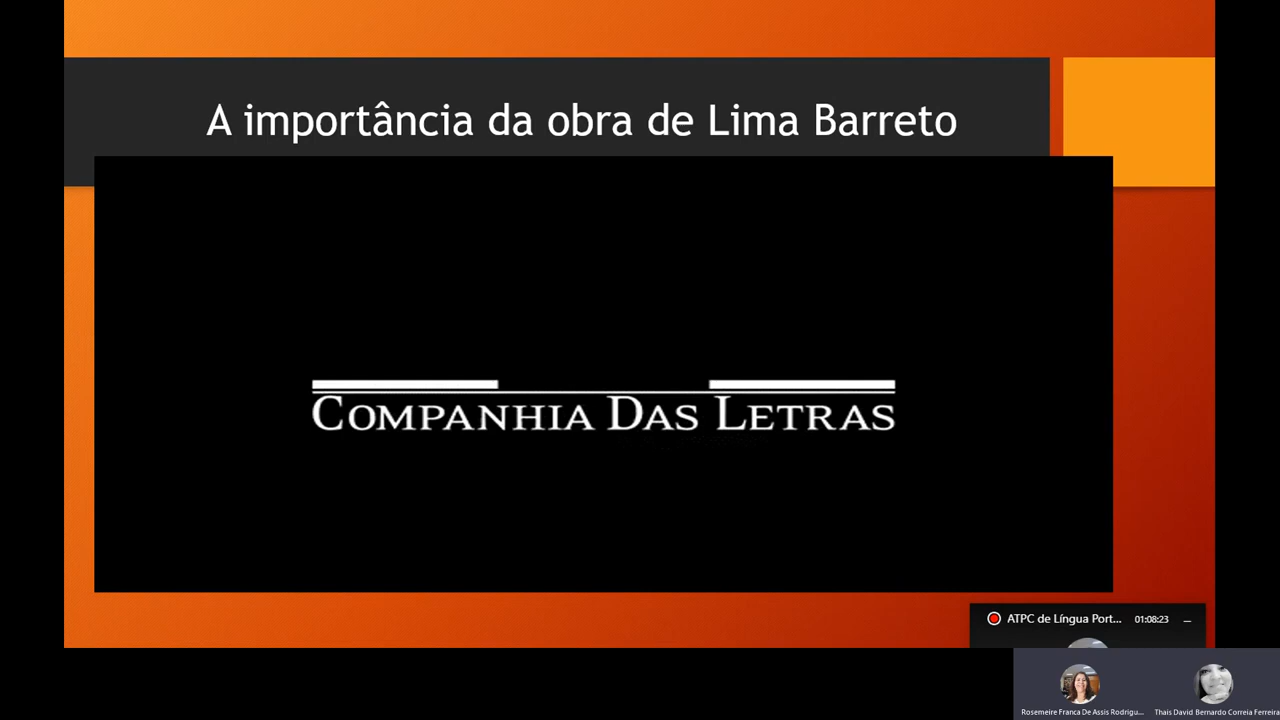 A importância da obra de Lima Barreto
COMPANHIA DAS LETRAS
ATPC de Língua Port... 01:08:23
Rosemeire Franca De Assis Rodrigu... Thais David Bernardo Correia Ferreira